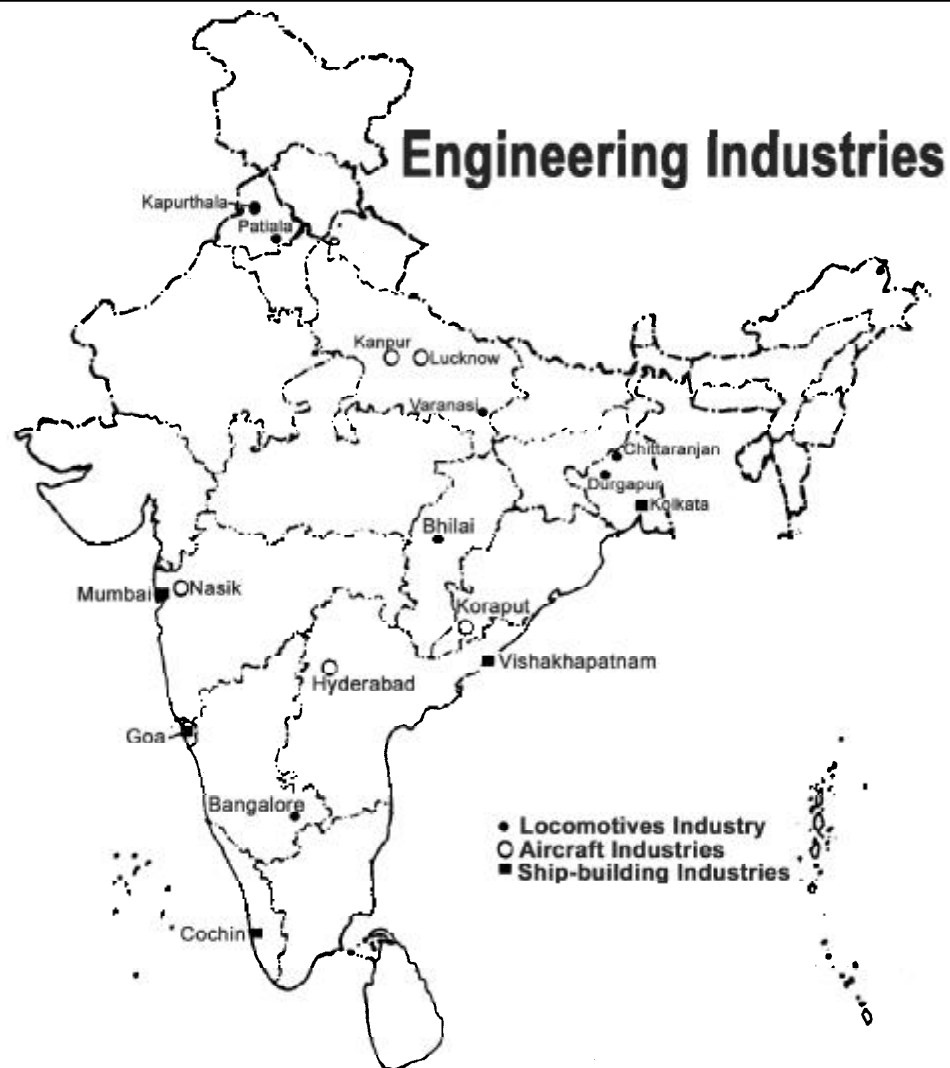 Engineering Industries
Kapurthala
Patiala
Kanpur
Lucknow
Varanasi
Chittaranjan
Durgapur
Kolkata
Bhilai
Mumbai
Nasik
Koraput
Vishakhapatnam
Hyderabad
Goa
Bangalore
Locomotives Industry
Aircraft Industries
Ship-building Industries
Cochin